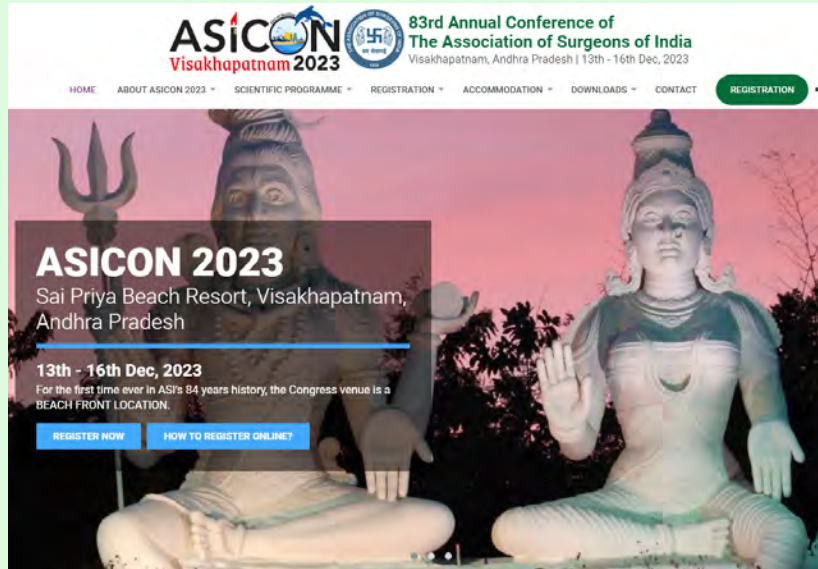 ASICON
Visakhapatnam 2023
83rd Annual Conference of
The Association of Surgeons of India
Visakhapatnam, Andhra Pradesh | 13th - 16th Dec, 2023
HOME ABOUT ASICON 2023 SCIENTIFIC PROGRAMME REGISTRATION ACCOMMODATION DOWNLOADS CONTACT REGISTRATION
ASICON 2023
Sai Priya Beach Resort, Visakhapatnam,
Andhra Pradesh
13th - 16th Dec, 2023
For the first time ever in ASI's 84 years history, the Congress venue is a
BEACH FRONT LOCATION.
REGISTER NOW HOW TO REGISTER ONLINE?